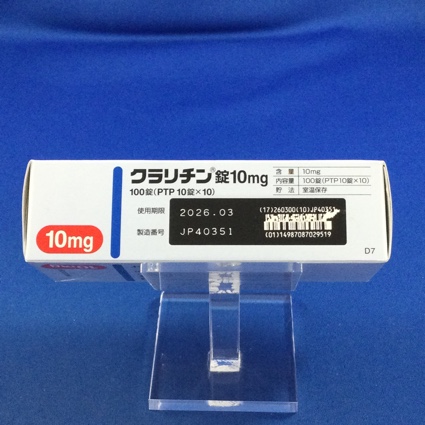 クラリチン®錠10mg
100錠(PTP 10錠×10)
含量 10mg
内容量 100錠(PTP10錠×10)
貯法 室温保存
使用期限 2026.03
製造番号 JP40351
(17)260300(10)JP40351
(01)14987087029519
10mg
D7
10mg